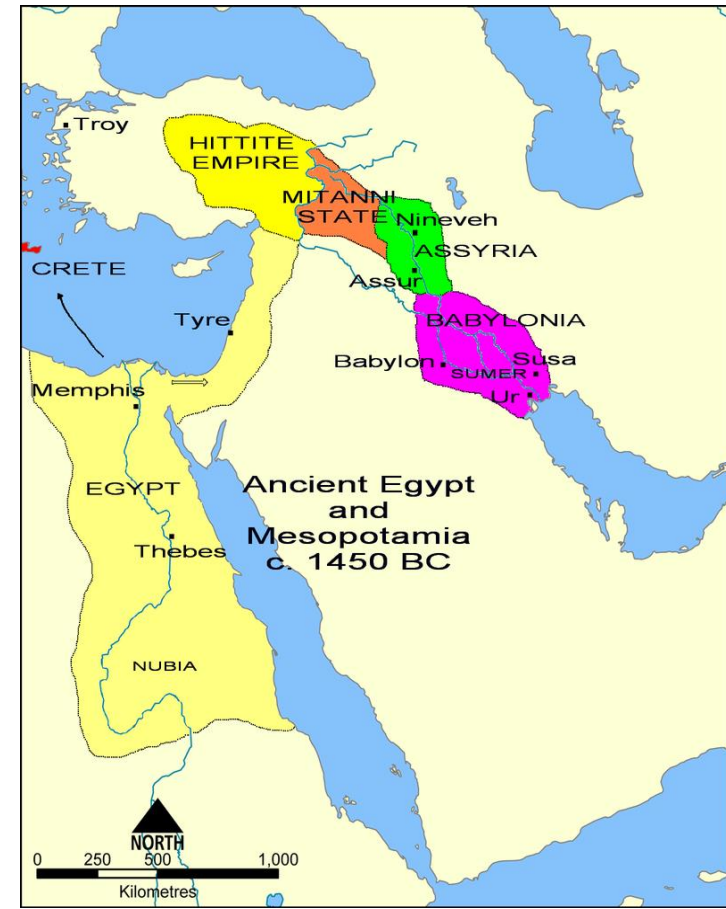 Troy
HITTITE
EMPIRE
MITANNI
STATE
Nineveh
ASSYRIA
Assur
CRETE
Tyre
BABYLONIA
Babylon
Susa
SUMER
Ur
Memphis
EGYPT
Ancient Egypt
and
Mesopotamia
c. 1450 BC
Thebes
NUBIA
NORTH
0 250 500 1,000
Kilometres